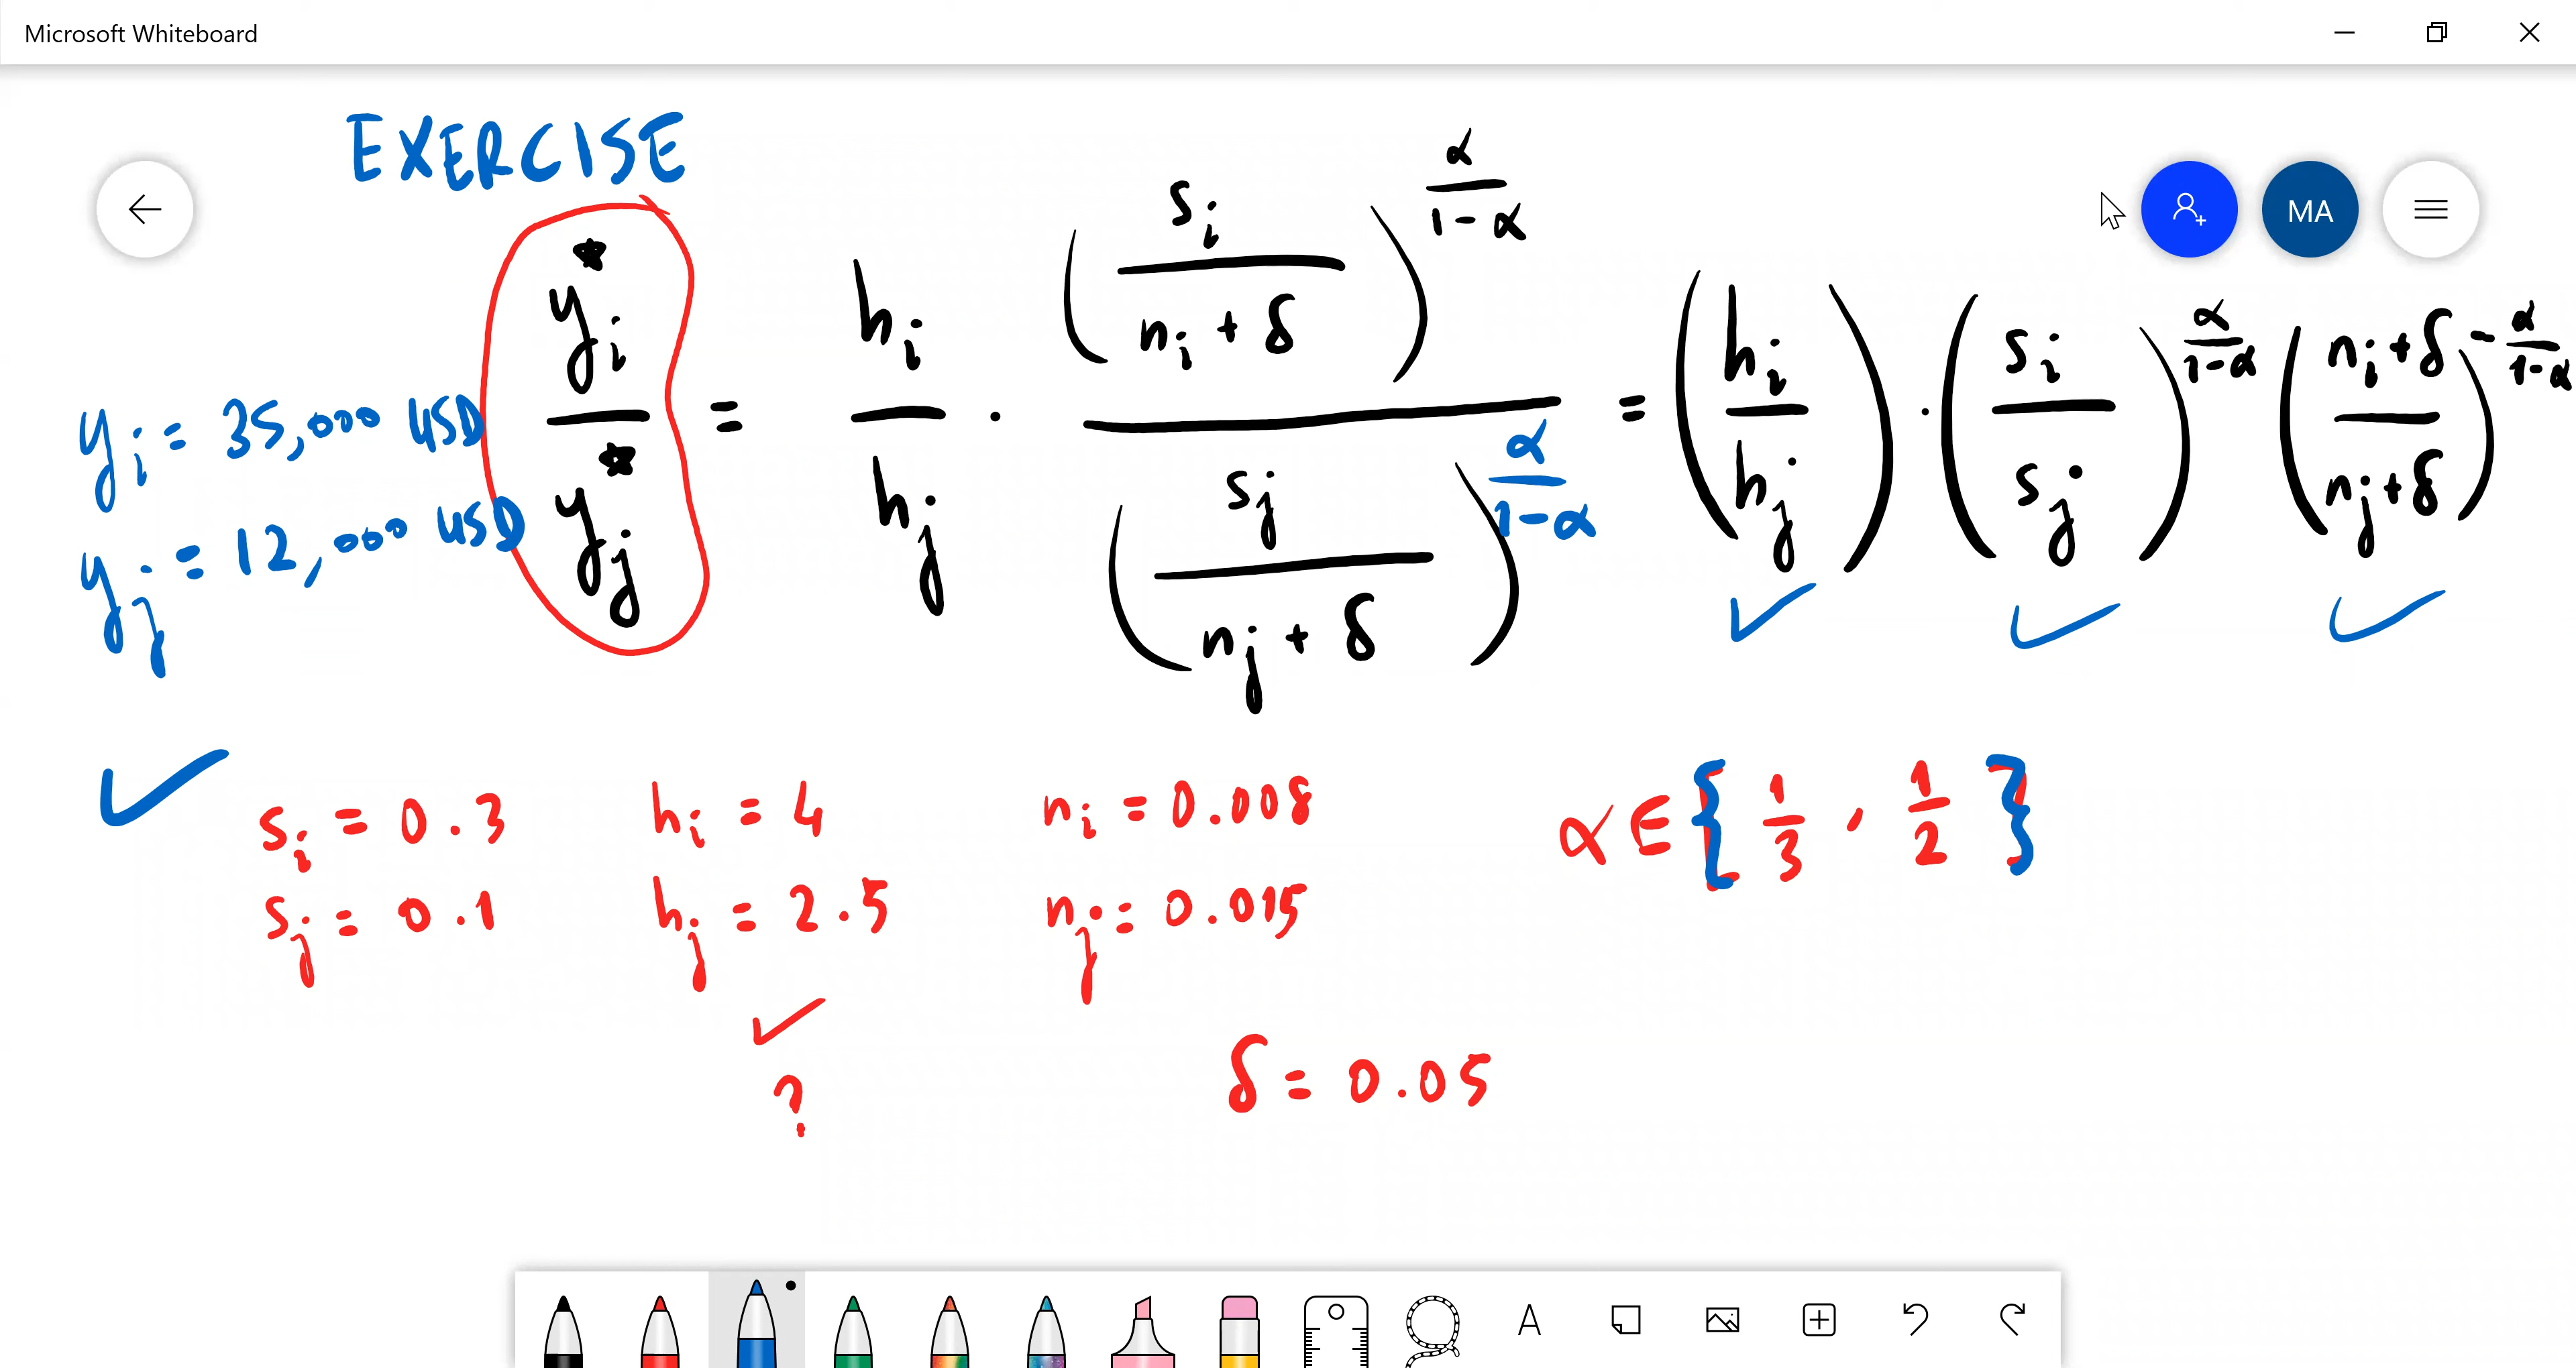 Microsoft Whiteboard
EXERCISE
MA
y_i^* / y_j^* = h_i / h_j · (s_i / (n_i + δ))^(α / (1 - α)) / (s_j / (n_j + δ))^(α / (1 - α)) = (h_i / h_j) · (s_i / s_j)^(α / (1 - α)) ((n_i + δ) / (n_j + δ))^(- α / (1 - α))
y_i = 35,000 USD
y_j = 12,000 USD
✓ ✓ ✓
✓
s_i = 0.3 h_i = 4 n_i = 0.008 α ∈ { 1/3 , 1/2 }
s_j = 0.1 h_j = 2.5 n_j = 0.015
✓
?
δ = 0.05
A